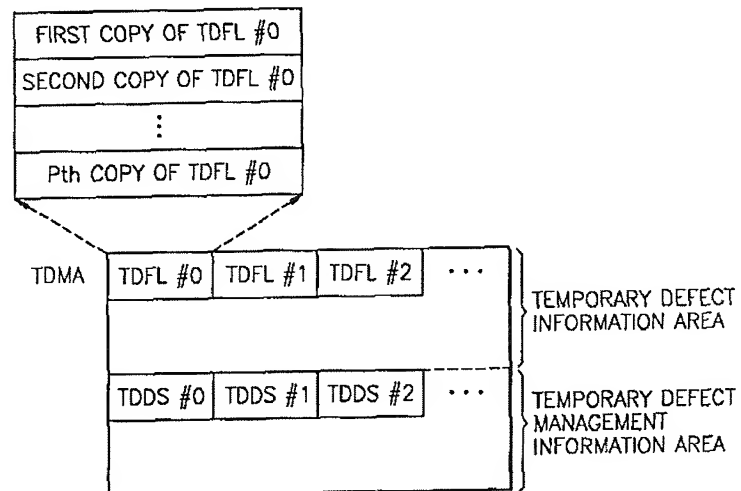 FIRST COPY OF TDFL #0
SECOND COPY OF TDFL #0
⋮
Pth COPY OF TDFL #0
TDMA
TDFL #0
TDFL #1
TDFL #2
...
TEMPORARY DEFECT
INFORMATION AREA
TDDS #0
TDDS #1
TDDS #2
...
TEMPORARY DEFECT
MANAGEMENT
INFORMATION AREA